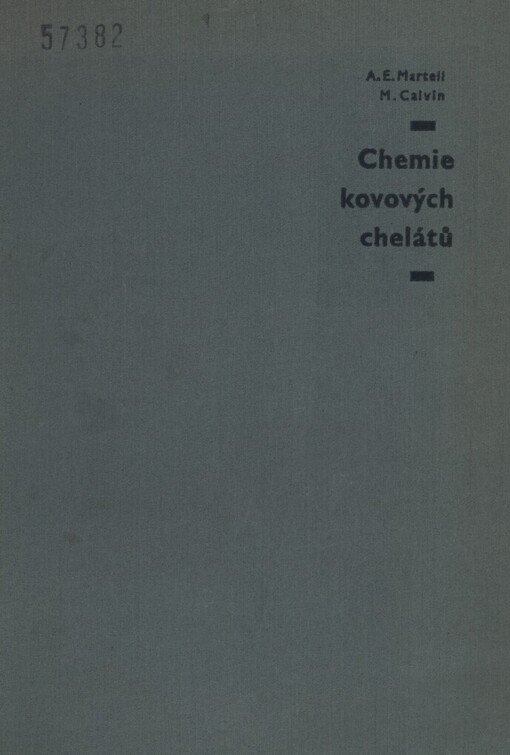 57382
A.E.Martell
M.Calvin
Chemie
kovových
chelátů